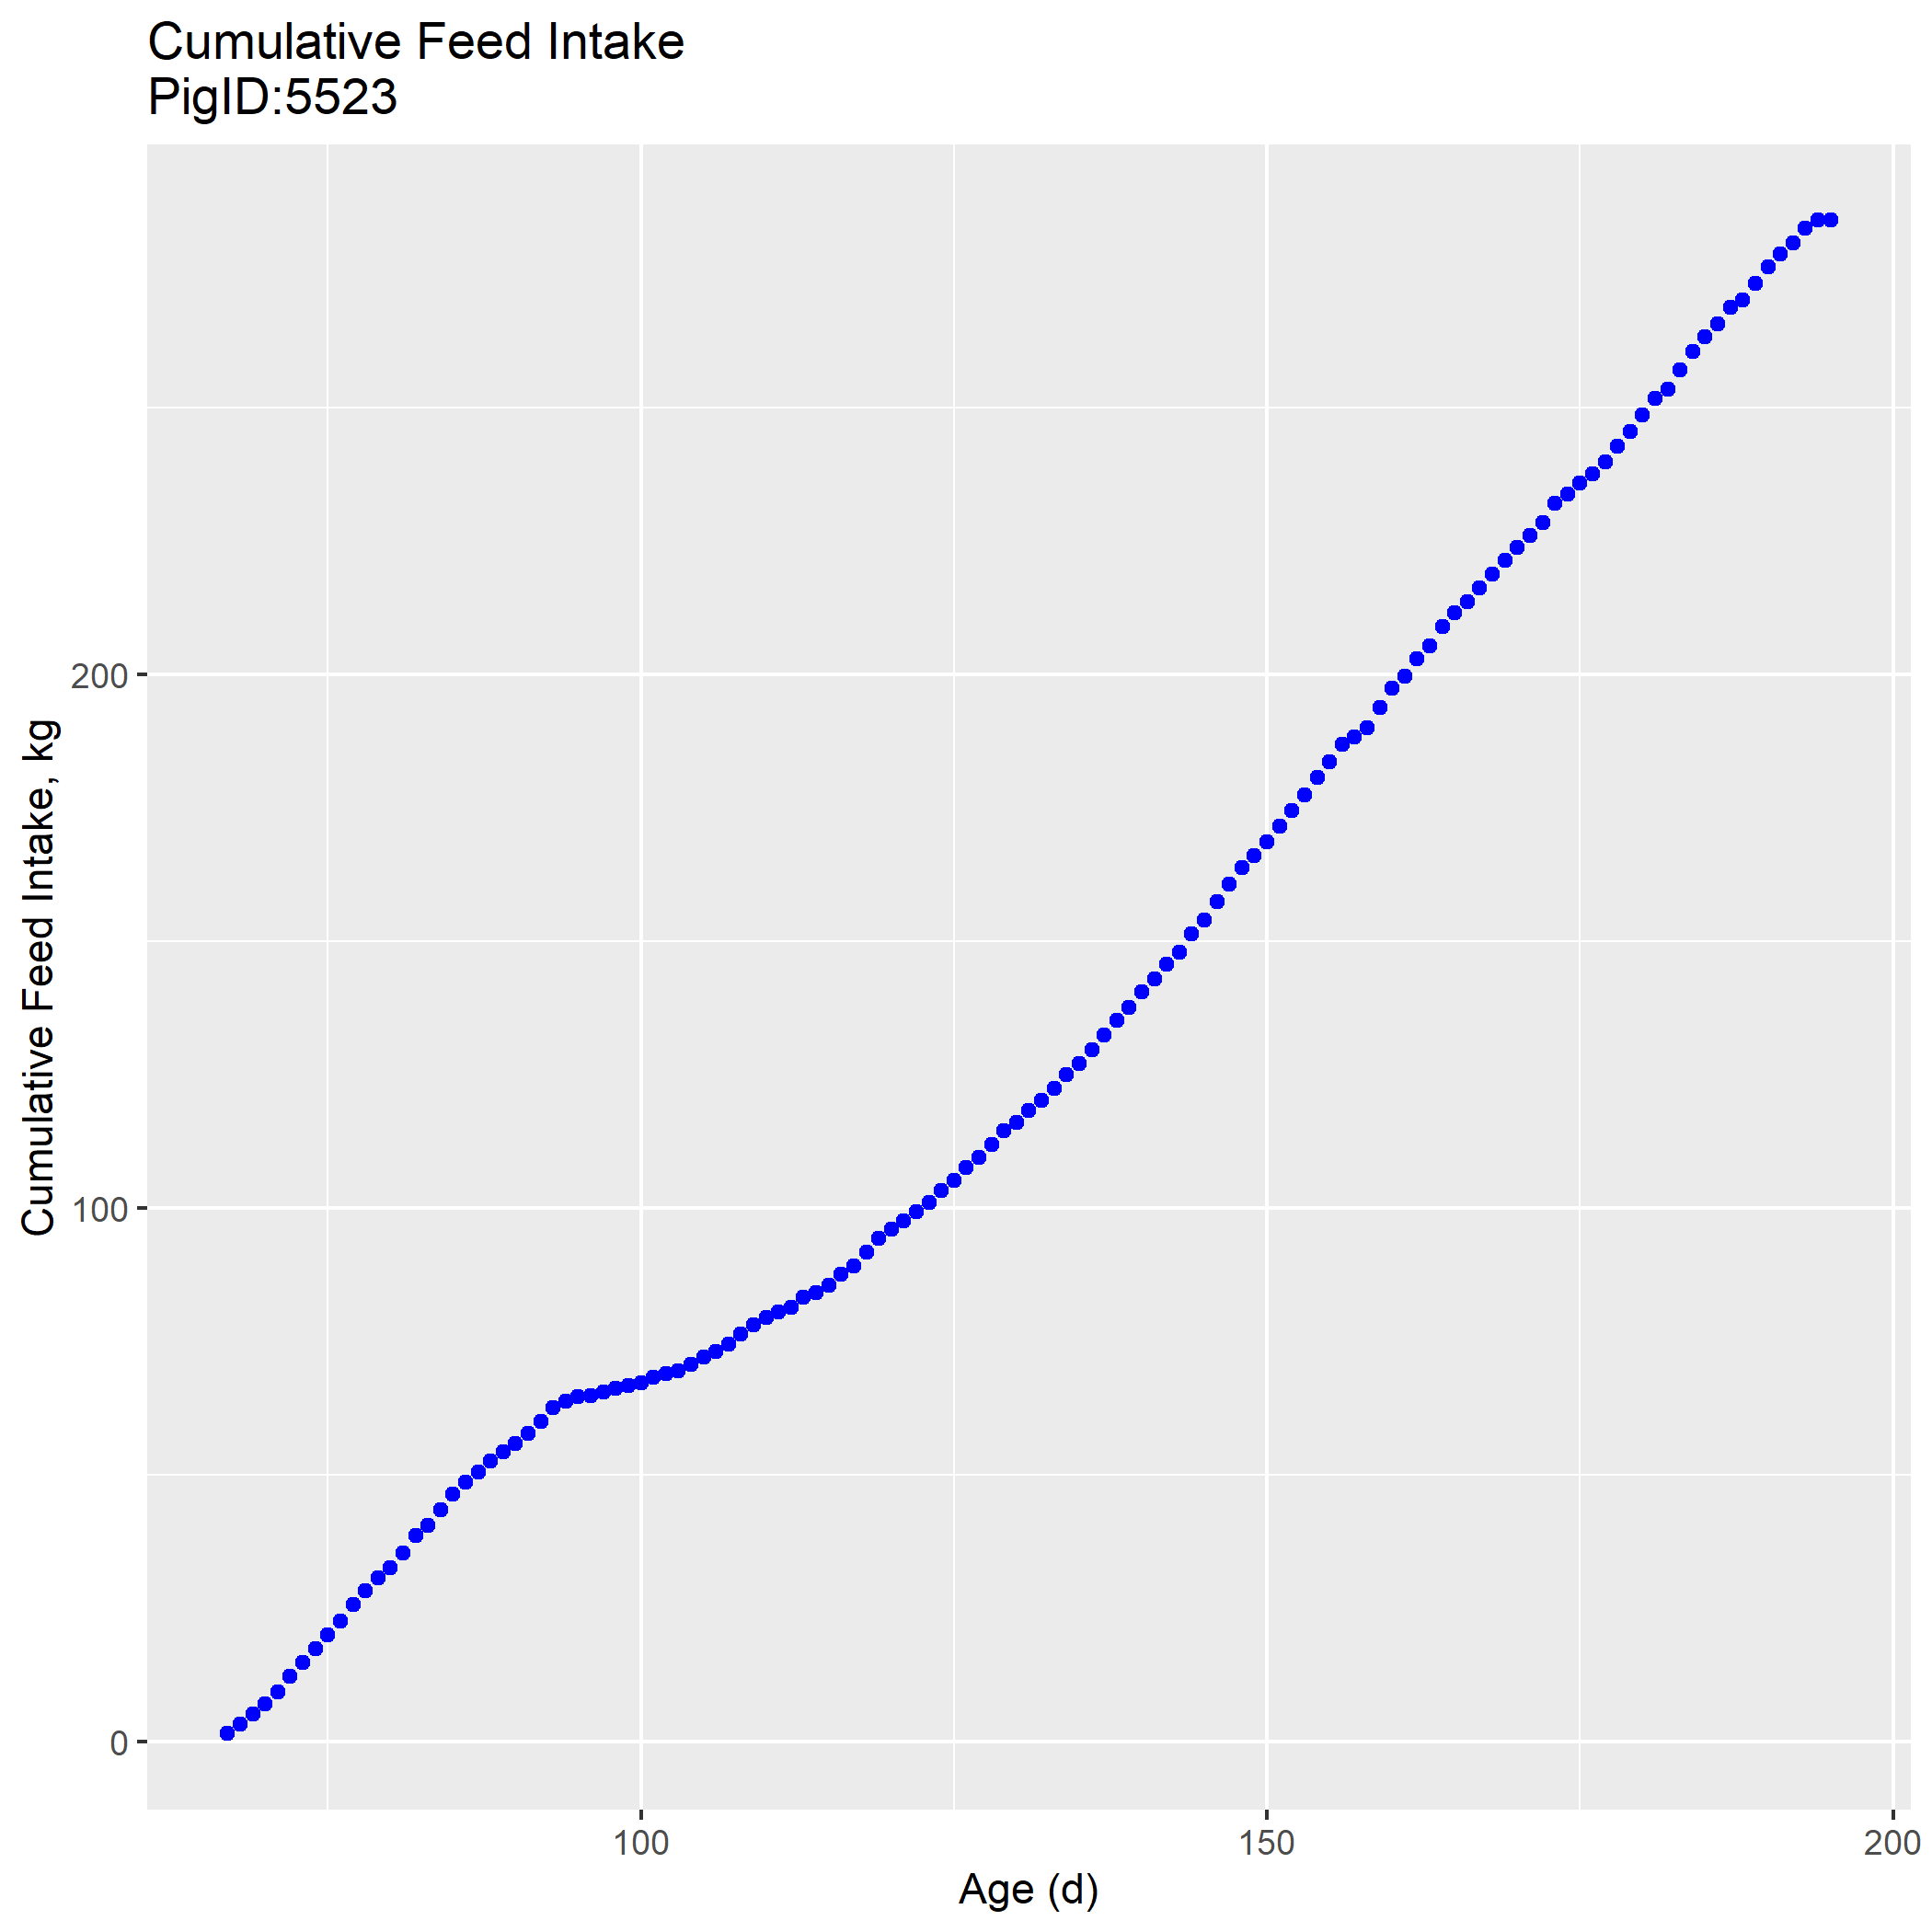 Cumulative Feed Intake
PigID:5523
Cumulative Feed Intake, kg
200
100
0
100
150
200
Age (d)